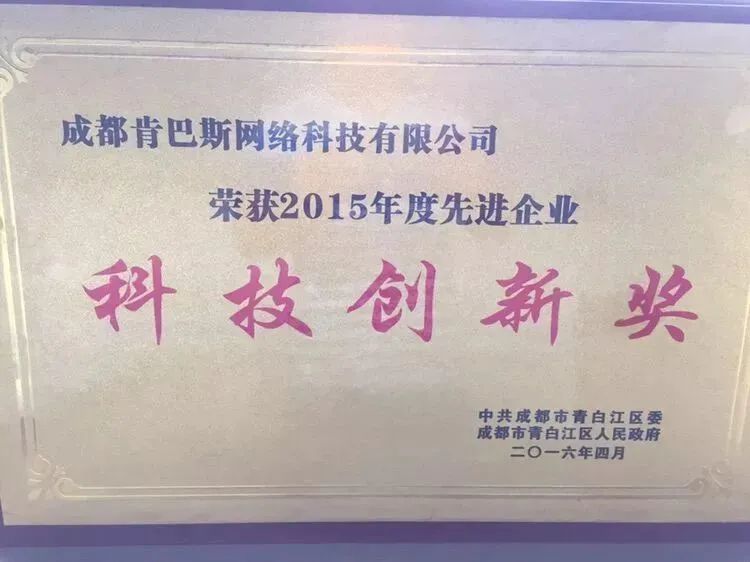 成都肯巴斯网络科技有限公司
荣获2015年度先进企业
科技创新奖
中共成都市青白江区委
成都市青白江区人民政府
二〇一六年四月